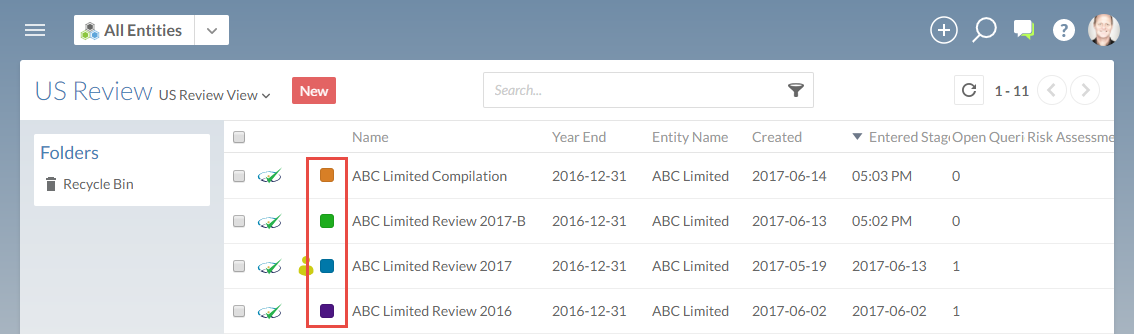 All Entities
?
US Review US Review View New Search... 1 - 11
Folders
Recycle Bin
Name Year End Entity Name Created Entered Stag Open Queri Risk Assessme
ABC Limited Compilation 2016-12-31 ABC Limited 2017-06-14 05:03 PM 0
ABC Limited Review 2017-B 2016-12-31 ABC Limited 2017-06-13 05:02 PM 0
ABC Limited Review 2017 2016-12-31 ABC Limited 2017-05-19 2017-06-13 1
ABC Limited Review 2016 2016-12-31 ABC Limited 2017-06-02 2017-06-02 1